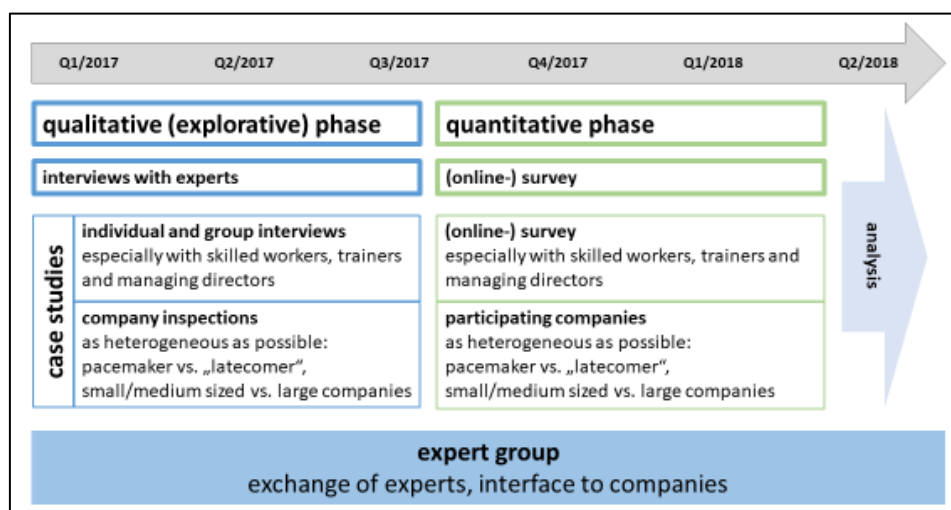 Q1/2017 Q2/2017 Q3/2017 Q4/2017 Q1/2018 Q2/2018
qualitative (explorative) phase
interviews with experts
case studies
individual and group interviews
especially with skilled workers, trainers
and managing directors
company inspections
as heterogeneous as possible:
pacemaker vs. „latecomer“,
small/medium sized vs. large companies
quantitative phase
(online-) survey
(online-) survey
especially with skilled workers, trainers and
managing directors
participating companies
as heterogeneous as possible:
pacemaker vs. „latecomer“,
small/medium sized vs. large companies
analysis
expert group
exchange of experts, interface to companies